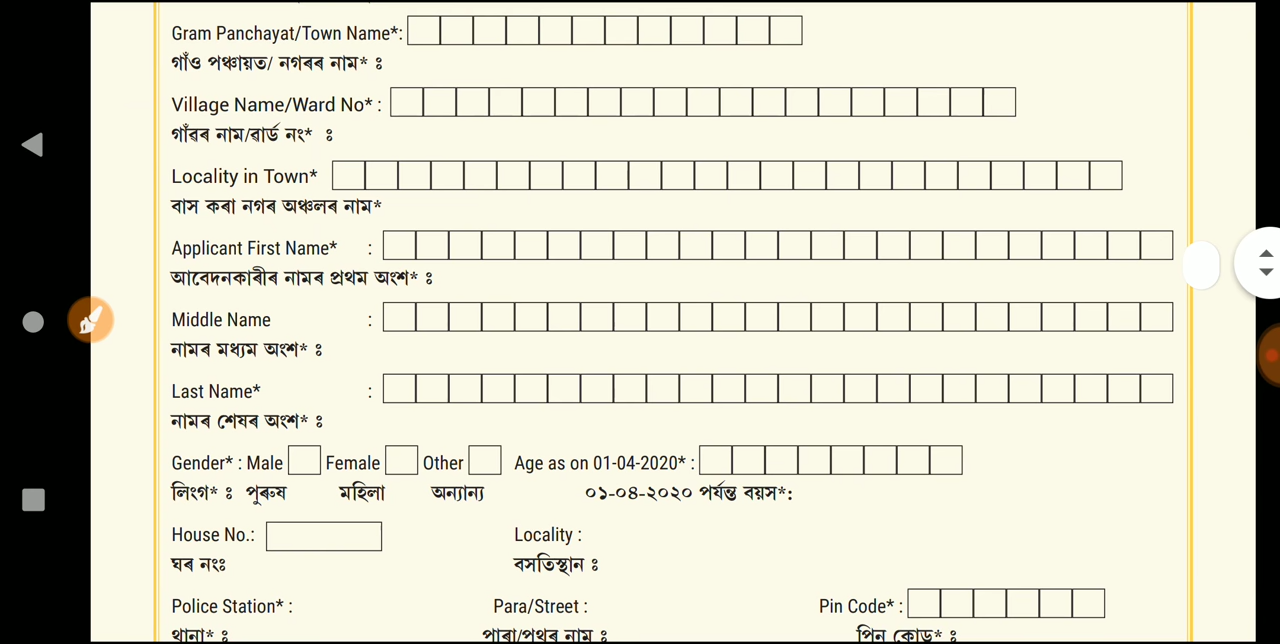 Gram Panchayat/Town Name*:
গাঁও পঞ্চায়ত/ নগৰৰ নাম* ঃ
Village Name/Ward No* :
গাঁৱৰ নাম/ৱাৰ্ড নং* ঃ
Locality in Town*
বাস কৰা নগৰ অঞ্চলৰ নাম*
Applicant First Name* :
আবেদনকাৰীৰ নামৰ প্ৰথম অংশ* ঃ
Middle Name :
নামৰ মধ্যম অংশ* ঃ
Last Name* :
নামৰ শেষৰ অংশ* ঃ
Gender* : Male Female Other Age as on 01-04-2020* :
লিংগ* ঃ পুৰুষ মহিলা অন্যান্য ০১-০৪-২০২০ পৰ্যন্ত বয়স*:
House No.: Locality :
ঘৰ নংঃ বসতিস্থান ঃ
Police Station* : Para/Street : Pin Code* :
থানা* ঃ পাৰা/পথৰ নাম ঃ পিন কোড* ঃ